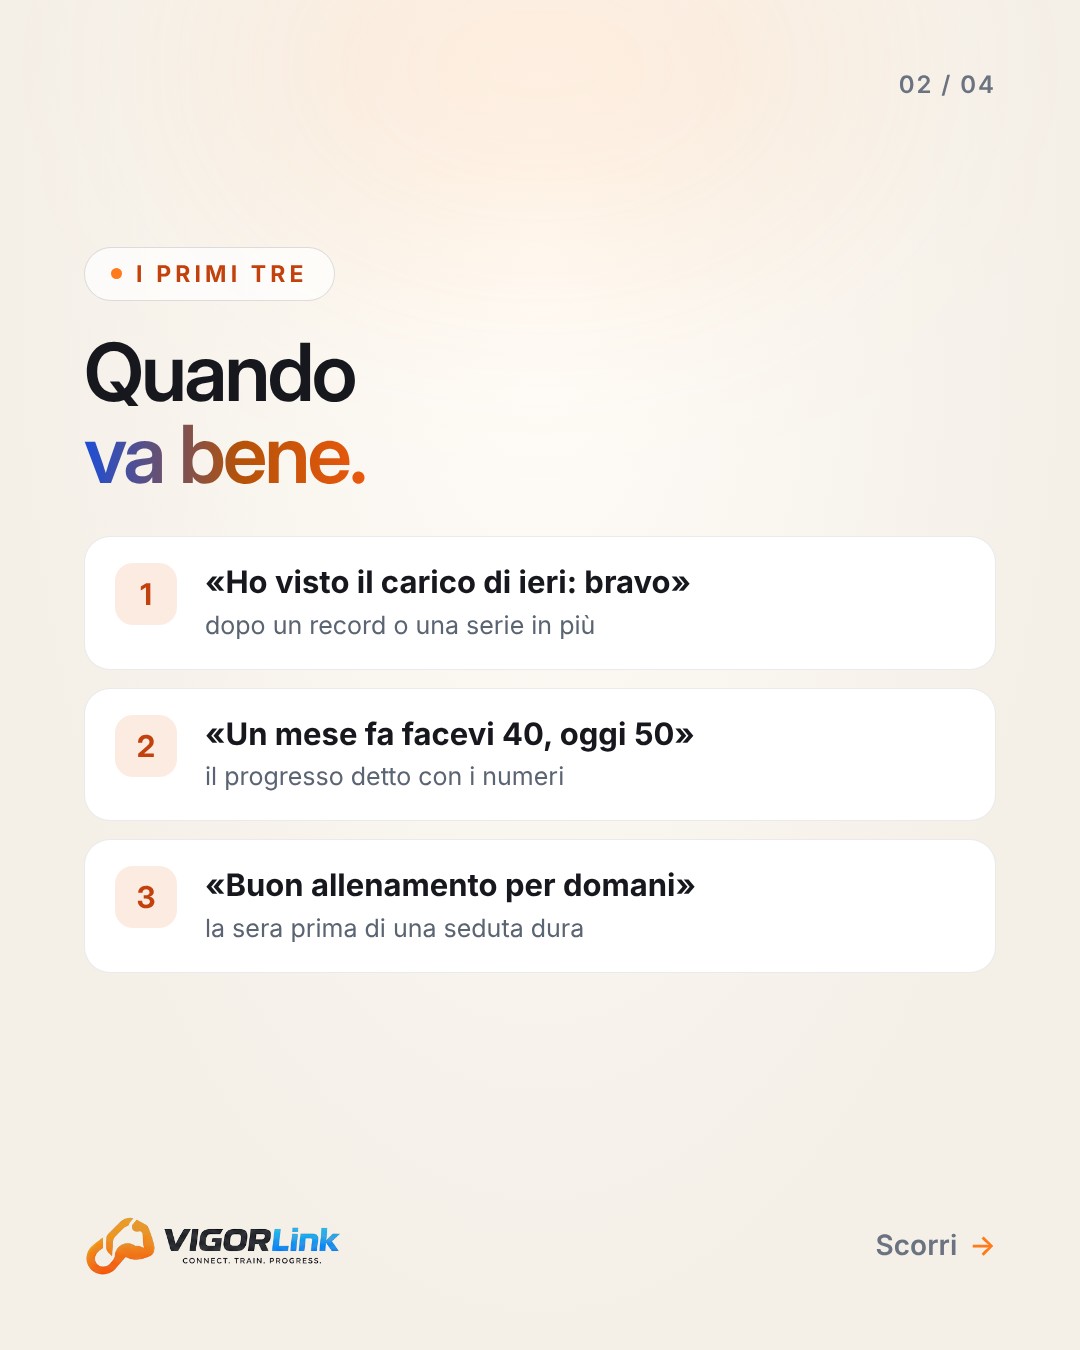 02 / 04
I PRIMI TRE
Quando
va bene.
1
«Ho visto il carico di ieri: bravo»
dopo un record o una serie in più
2
«Un mese fa facevi 40, oggi 50»
il progresso detto con i numeri
3
«Buon allenamento per domani»
la sera prima di una seduta dura
VIGORLink
CONNECT. TRAIN. PROGRESS.
Scorri →